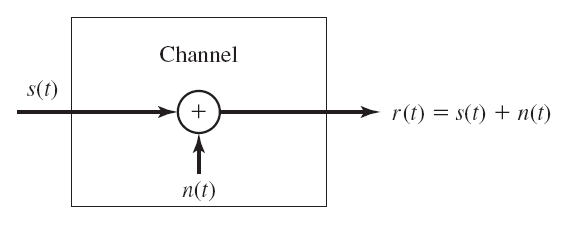 Channel
s(t)
+
r(t) = s(t) + n(t)
n(t)